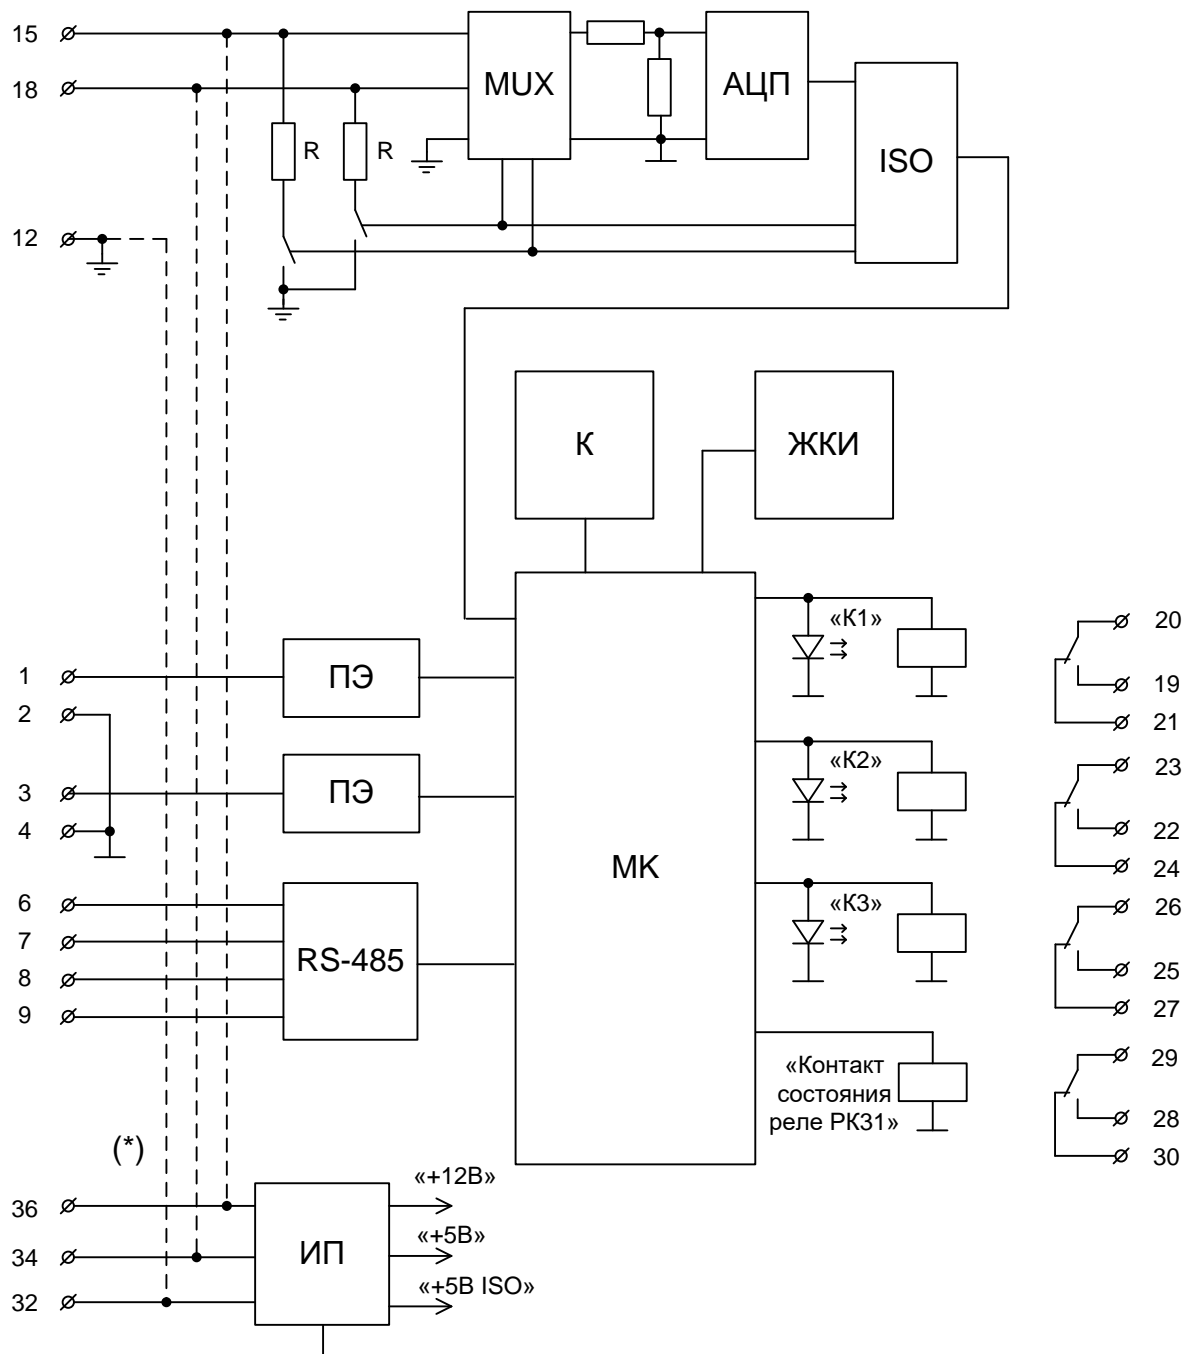 15
18
12
MUX
АЦП
ISO
R
R
К
ЖКИ
1
2
3
4
6
7
8
9
ПЭ
ПЭ
RS-485
МК
«К1»
«К2»
«К3»
«Контакт
состояния
реле РК31»
20
19
21
23
22
24
26
25
27
29
28
30
(*)
36
34
32
ИП
«+12В»
«+5В»
«+5В ISO»